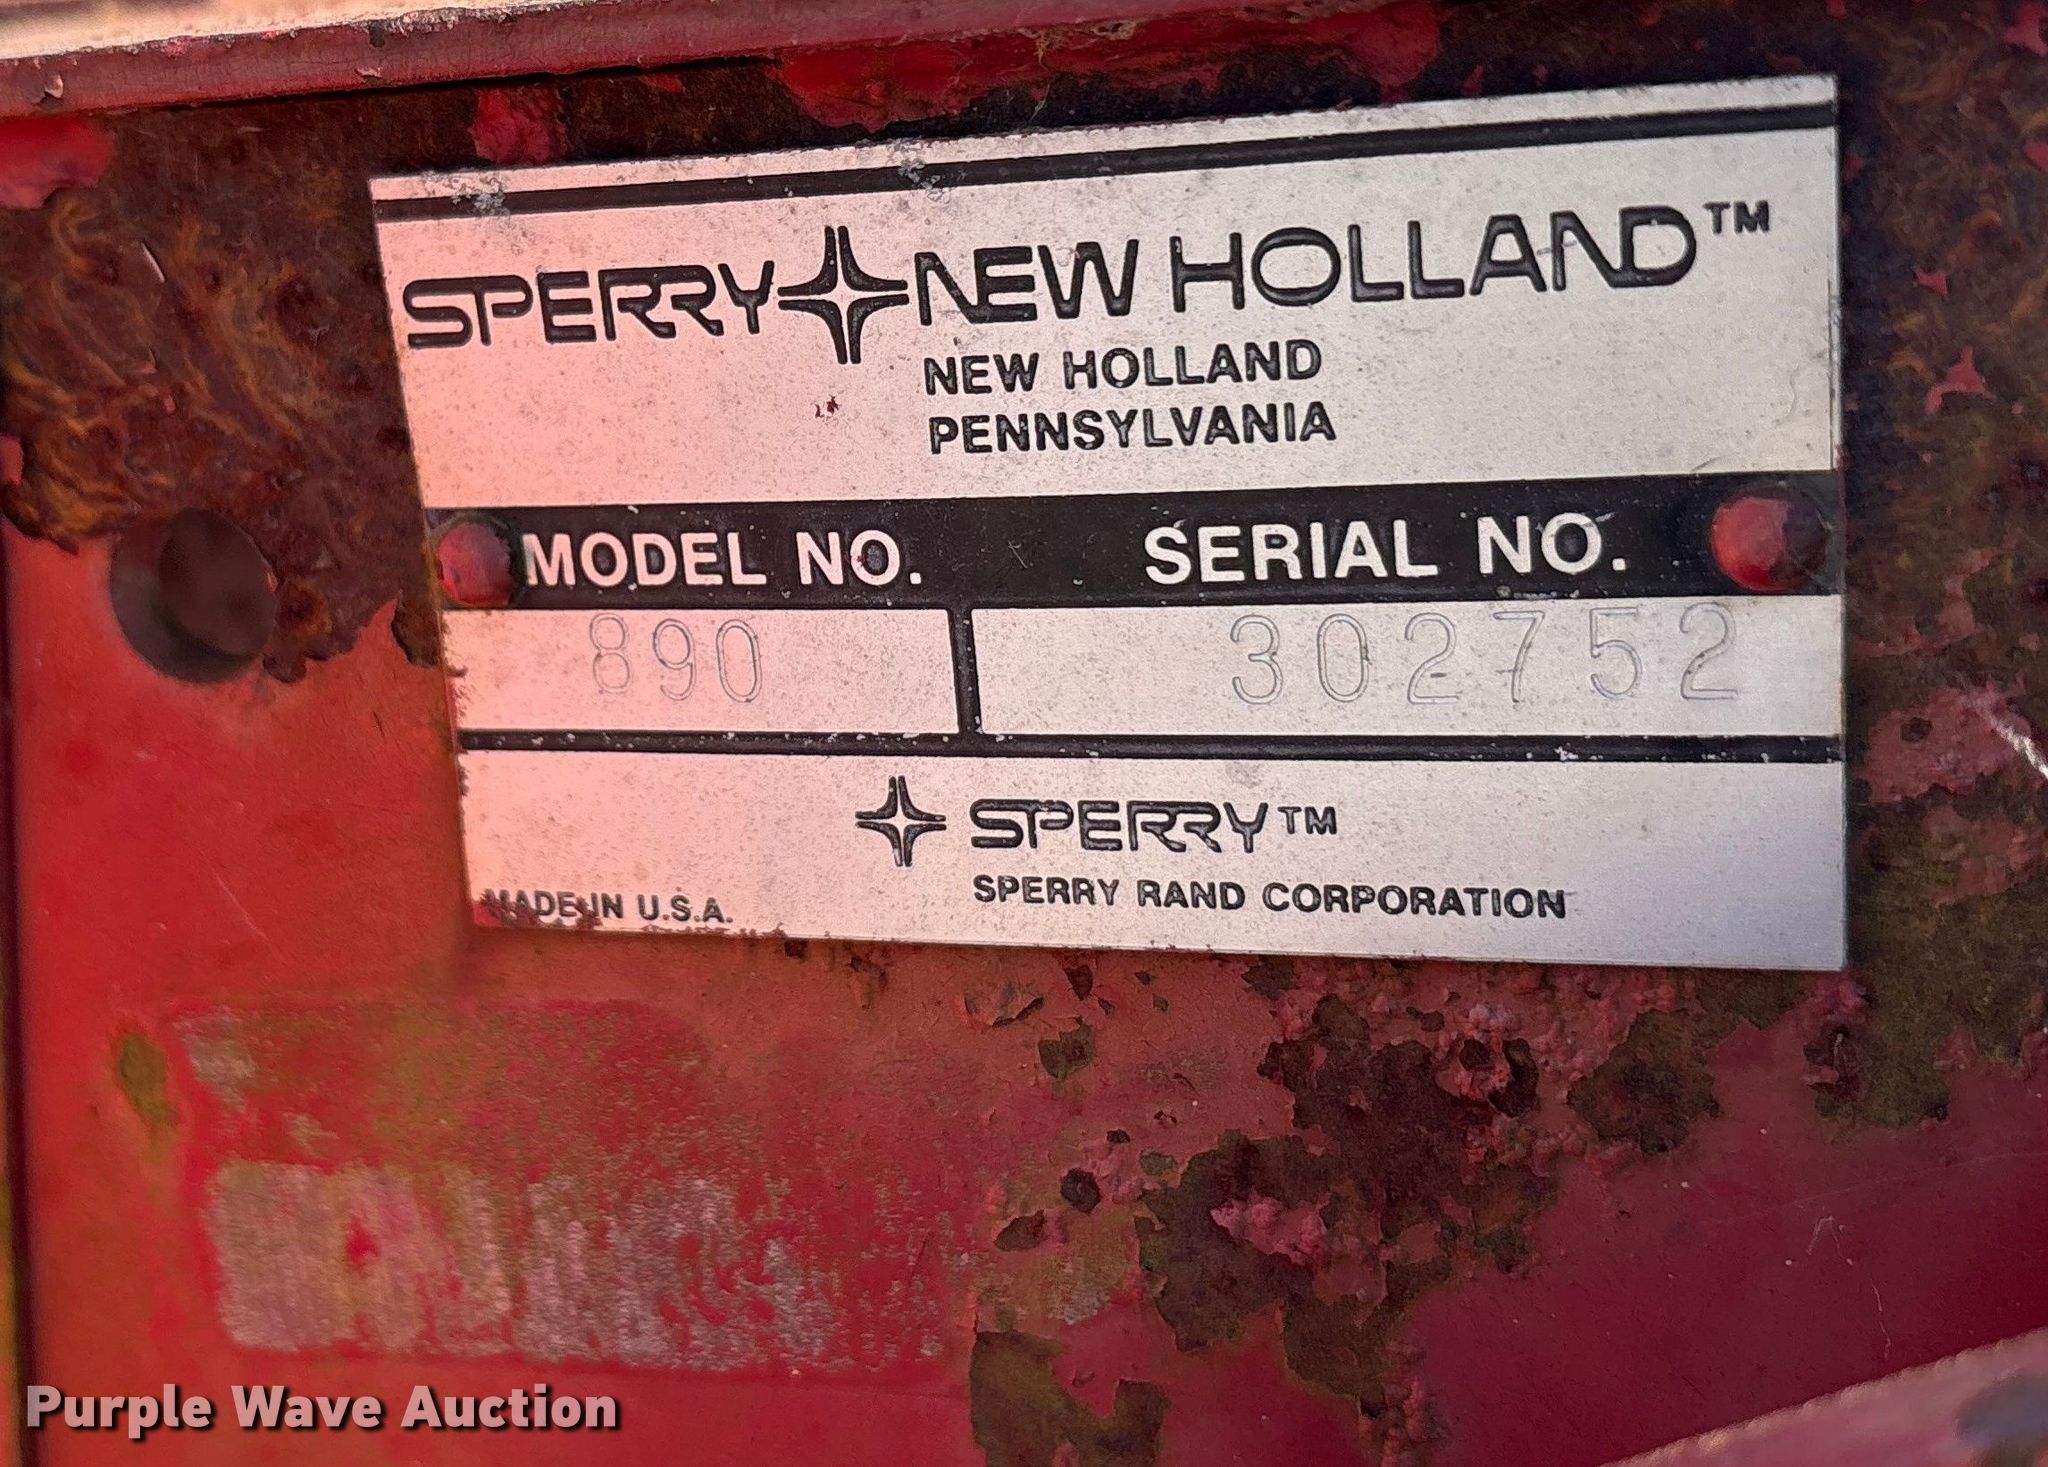 SPERRY NEW HOLLAND™
NEW HOLLAND
PENNSYLVANIA
MODEL NO. SERIAL NO.
890 302752
SPERRY™
SPERRY RAND CORPORATION
MADE IN U.S.A.
Purple Wave Auction